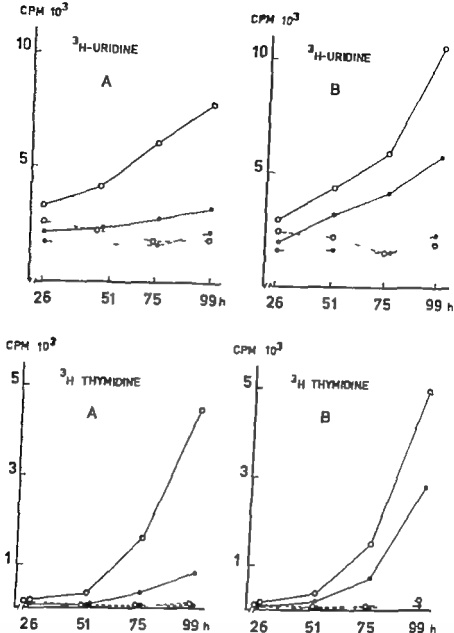 CPM 10³
³H-URIDINE
A
10
5
26 51 75 99 h
CPM 10³
³H-URIDINE
B
10
5
26 51 75 99 h
CPM 10³
³H THYMIDINE
A
5
3
1
26 51 75 99 h
CPM 10³
³H THYMIDINE
B
5
3
1
26 51 75 99 h